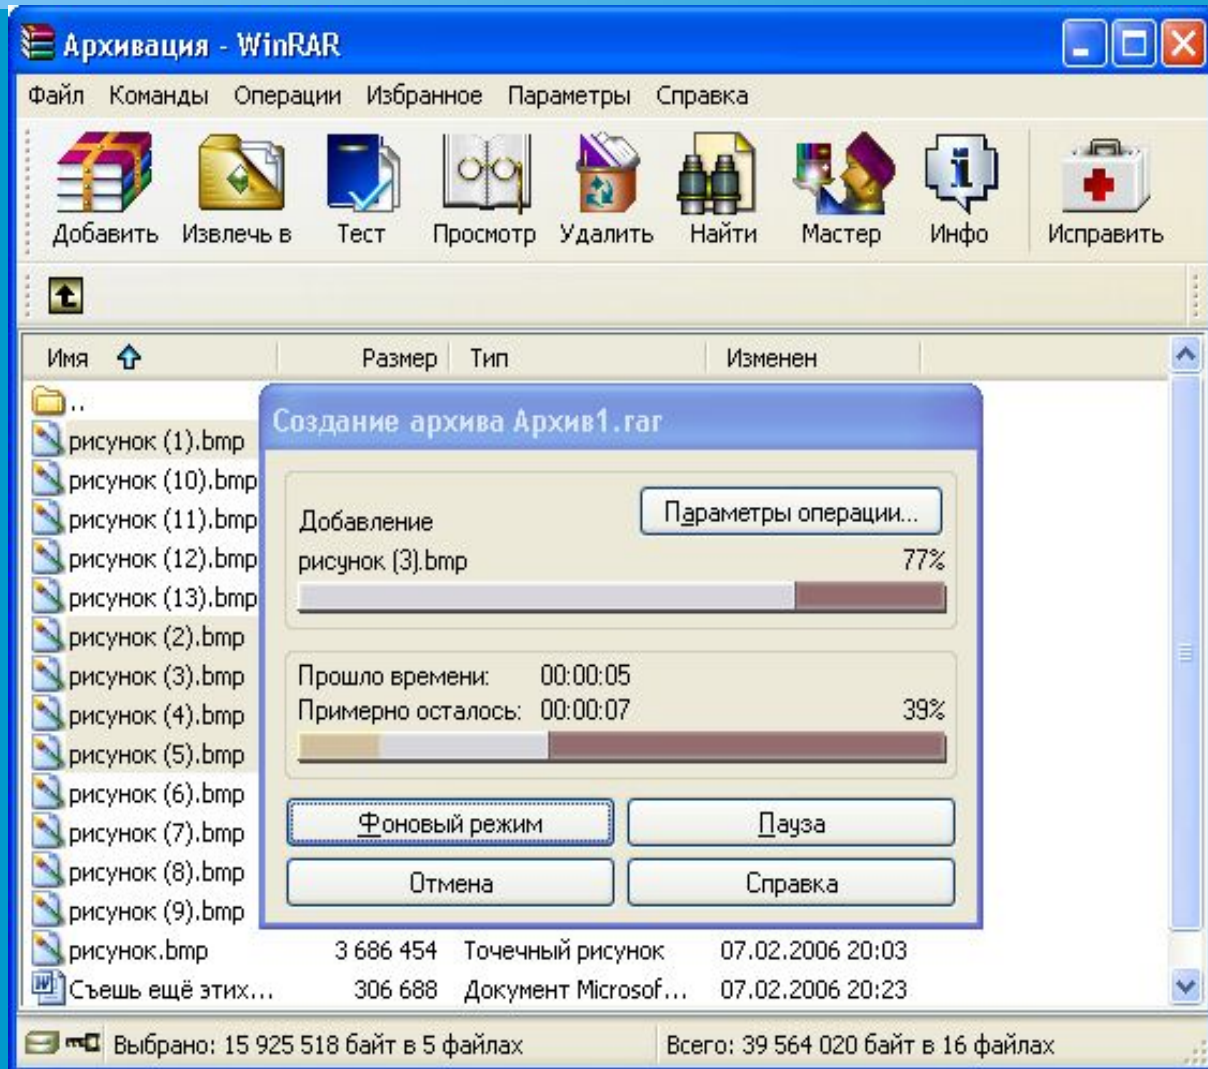 Архивация - WinRAR
Файл Команды Операции Избранное Параметры Справка
Добавить Извлечь в Тест Просмотр Удалить Найти Мастер Инфо Исправить
Имя Размер Тип Изменен
..
рисунок (1).bmp
рисунок (10).bmp
рисунок (11).bmp
рисунок (12).bmp
рисунок (13).bmp
рисунок (2).bmp
рисунок (3).bmp
рисунок (4).bmp
рисунок (5).bmp
рисунок (6).bmp
рисунок (7).bmp
рисунок (8).bmp
рисунок (9).bmp
рисунок.bmp 3 686 454 Точечный рисунок 07.02.2006 20:03
Съешь ещё этих... 306 688 Документ Microsof... 07.02.2006 20:23
Создание архива Архив1.rar
Параметры операции...
Добавление
рисунок (3).bmp 77%
Прошло времени: 00:00:05
Примерно осталось: 00:00:07 39%
Фоновый режим Пауза
Отмена Справка
Выбрано: 15 925 518 байт в 5 файлах Всего: 39 564 020 байт в 16 файлах